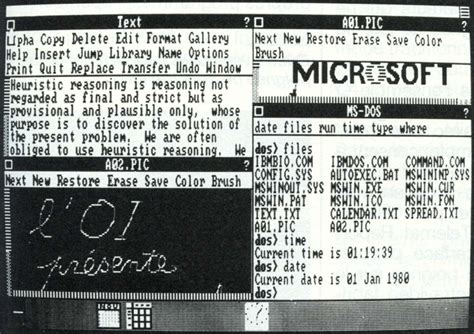 Text
Alpha Copy Delete Edit Format Gallery
Help Insert Jump Library Name Options
Print Quit Replace Transfer Undo Window
Heuristic reasoning is reasoning not
regarded as final and strict but as
provisional and plausible only, whose
purpose is to discover the solution of
the present problem. We are often
obliged to use heuristic reasoning. We
A02.PIC
Next New Restore Erase Save Color Brush
l'OI
présente
A01.PIC
Next New Restore Erase Save Color
Brush
MICROSOFT
MS-DOS
date files run time type where
dos> files
IBMBIO.COM IBMDOS.COM COMMAND.COM
CONFIG.SYS AUTOEXEC.BAT MSWININP.SYS
MSWINOUT.SYS MSWIN.EXE MSWIN.CUR
MSWIN.PAT MSWIN.ICO MSWIN.FON
TEXT.TXT CALENDAR.TXT SPREAD.TXT
A01.PIC A02.PIC
dos> time
Current time is 01:19:39
dos> date
Current date is 01 Jan 1980
dos>